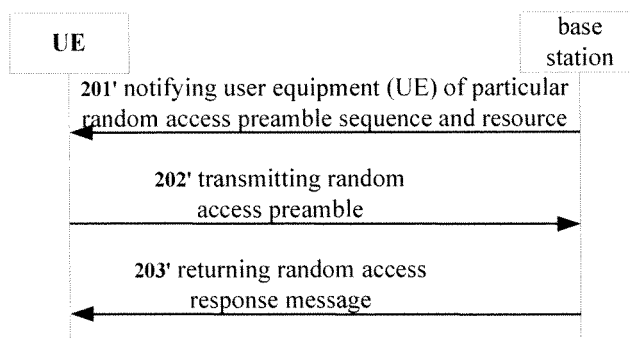 UE
base
station
201' notifying user equipment (UE) of particular
random access preamble sequence and resource
202' transmitting random
access preamble
203' returning random access
response message